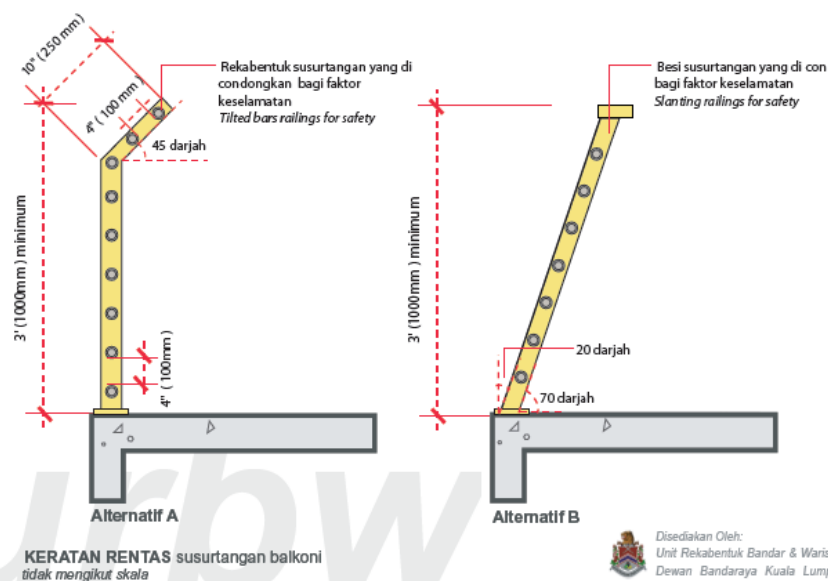 10" (250 mm)
4" (100 mm)
Rekabentuk susurtangan yang di
condongkan bagi faktor
keselamatan
Tilted bars railings for safety
45 darjah
3' (1000mm) minimum
4" (100mm)
Alternatif A
Besi susurtangan yang di con
bagi faktor keselamatan
Slanting railings for safety
3' (1000mm) minimum
20 darjah
70 darjah
Alternatif B
urbw
KERATAN RENTAS susurtangan balkoni
tidak mengikut skala
Disediakan Oleh:
Unit Rekabentuk Bandar & Waris
Dewan Bandaraya Kuala Lump